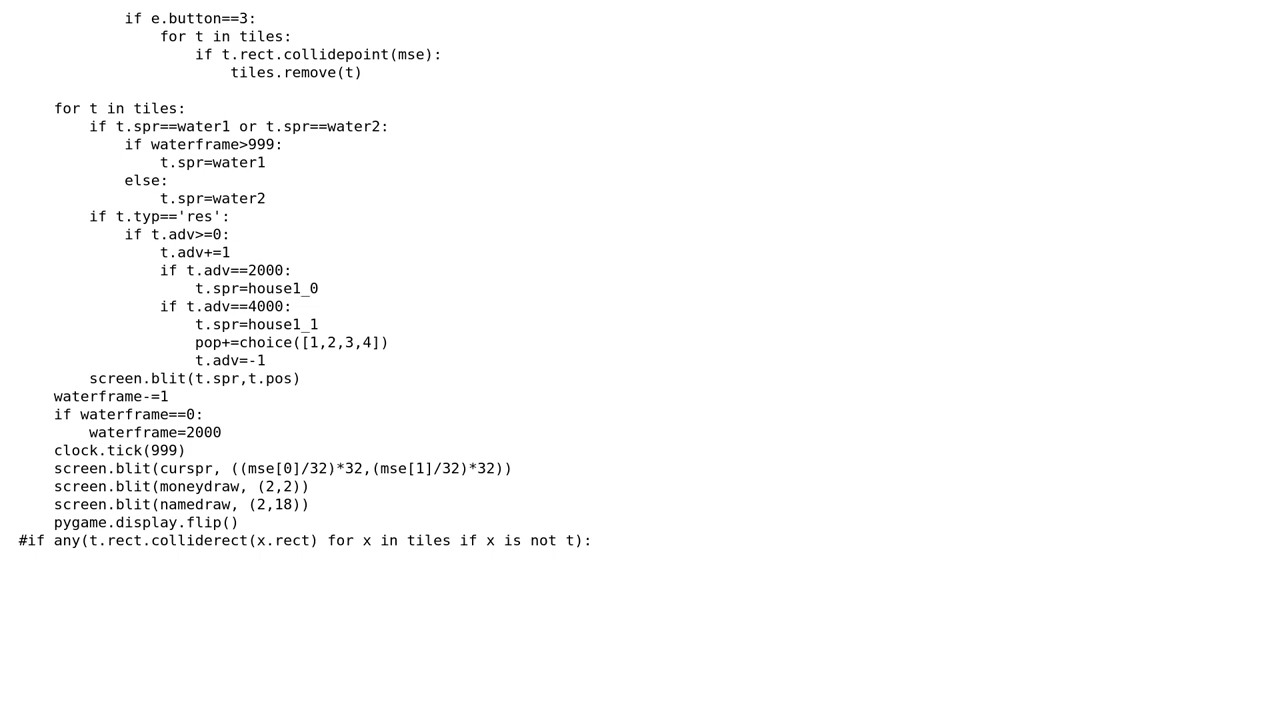 if e.button==3:
                for t in tiles:
                    if t.rect.collidepoint(mse):
                        tiles.remove(t)

    for t in tiles:
        if t.spr==water1 or t.spr==water2:
            if waterframe>999:
                t.spr=water1
            else:
                t.spr=water2
        if t.typ=='res':
            if t.adv>=0:
                t.adv+=1
                if t.adv==2000:
                    t.spr=house1_0
                if t.adv==4000:
                    t.spr=house1_1
                    pop+=choice([1,2,3,4])
                    t.adv=-1
        screen.blit(t.spr,t.pos)
    waterframe-=1
    if waterframe==0:
        waterframe=2000
    clock.tick(999)
    screen.blit(curspr, ((mse[0]/32)*32,(mse[1]/32)*32))
    screen.blit(moneydraw, (2,2))
    screen.blit(namedraw, (2,18))
    pygame.display.flip()
#if any(t.rect.colliderect(x.rect) for x in tiles if x is not t):